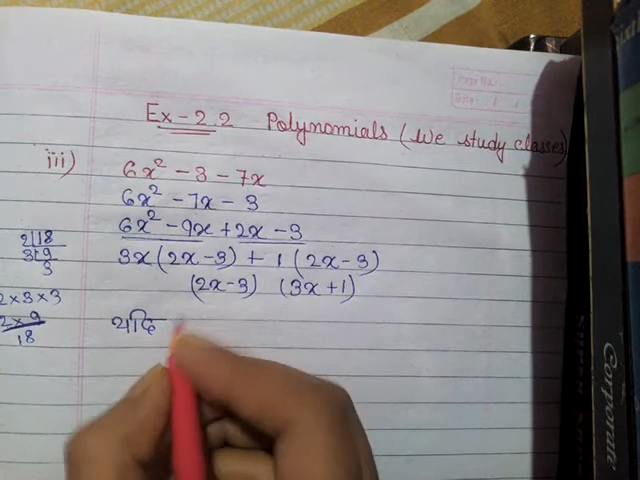 Ex-2.2 Polynomials (We study classes)
iii) 6x² - 3 - 7x
6x² - 7x - 3
6x² - 9x + 2x - 3
3x(2x-3) + 1(2x-3)
(2x-3) (3x+1)
यदि
2 18
3 9
3
2×3×3
2×9
18
Corporate